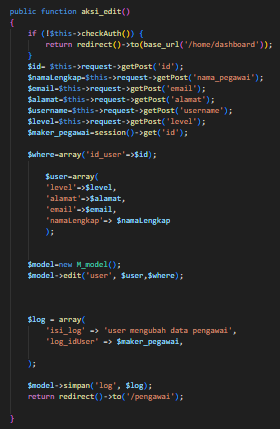 public function aksi_edit()
{
if (!$this->checkAuth()) {
return redirect()->to(base_url('/home/dashboard'));
}
$id= $this->request->getPost('id');
$namaLengkap=$this->request->getPost('nama_pegawai');
$email=$this->request->getPost('email');
$alamat=$this->request->getPost('alamat');
$username=$this->request->getPost('username');
$level=$this->request->getPost('level');
$maker_pegawai=session()->get('id');
$where=array('id_user'=>$id);
$user=array(
'level'=>$level,
'alamat'=>$alamat,
'email'=>$email,
'namaLengkap'=> $namaLengkap
);
$model=new M_model();
$model->edit('user', $user,$where);
$log = array(
'isi_log' => 'user mengubah data pengawai',
'log_idUser' => $maker_pegawai,
);
$model->simpan('log', $log);
return redirect()->to('/pengawai');
}